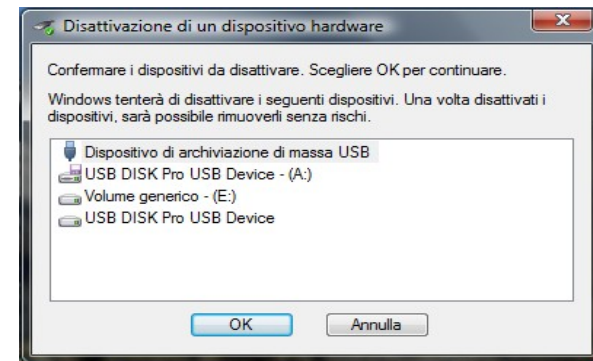 Disattivazione di un dispositivo hardware
Confermare i dispositivi da disattivare. Scegliere OK per continuare.
Windows tenterà di disattivare i seguenti dispositivi. Una volta disattivati i
dispositivi, sarà possibile rimuoverli senza rischi.
Dispositivo di archiviazione di massa USB
USB DISK Pro USB Device - (A:)
Volume generico - (E:)
USB DISK Pro USB Device
OK Annulla